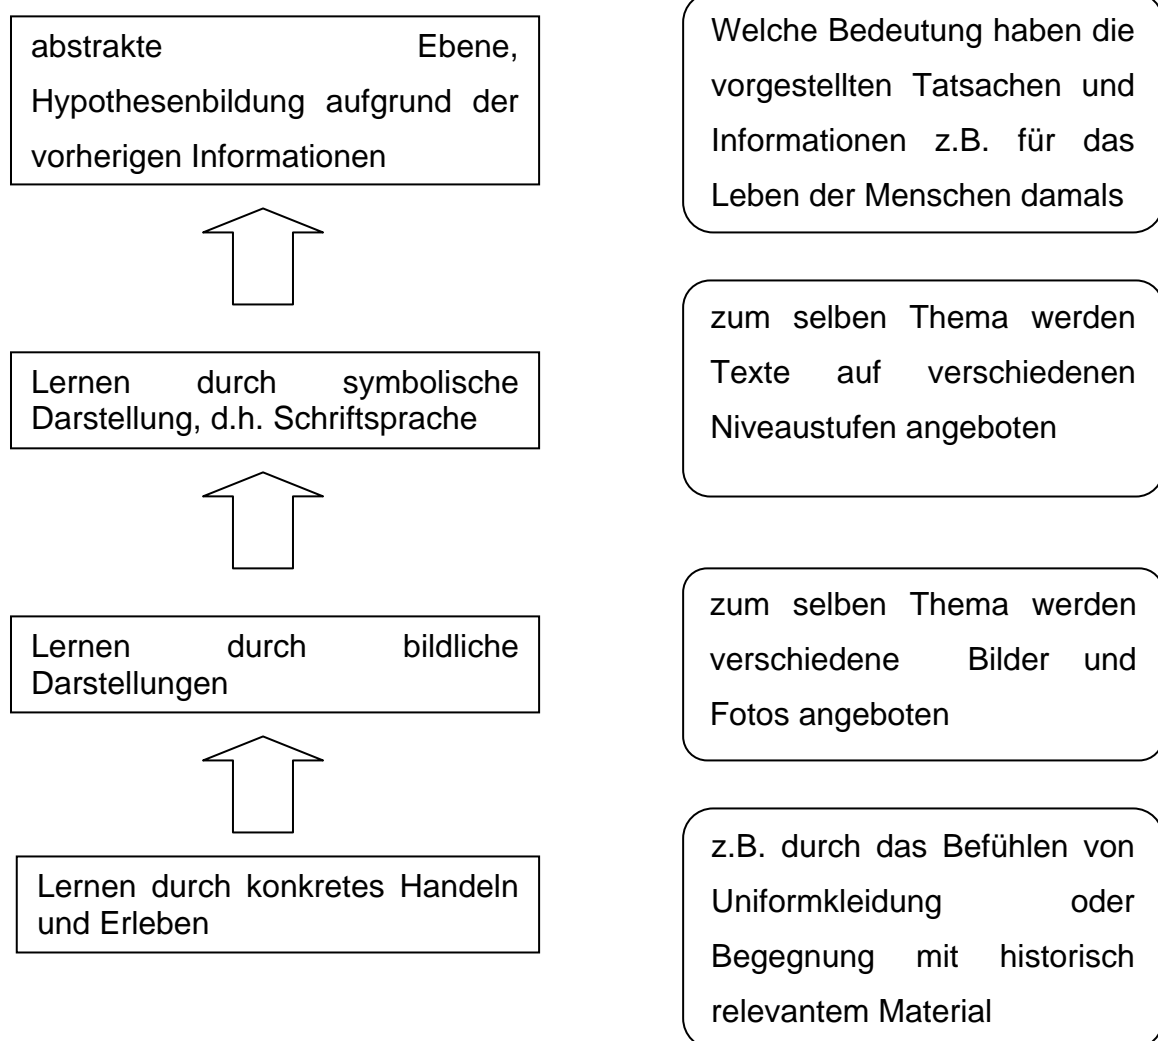 abstrakte Ebene,
Hypothesenbildung aufgrund der
vorherigen Informationen
Welche Bedeutung haben die
vorgestellten Tatsachen und
Informationen z.B. für das
Leben der Menschen damals
Lernen durch symbolische
Darstellung, d.h. Schriftsprache
zum selben Thema werden
Texte auf verschiedenen
Niveaustufen angeboten
Lernen durch bildliche
Darstellungen
zum selben Thema werden
verschiedene Bilder und
Fotos angeboten
Lernen durch konkretes Handeln
und Erleben
z.B. durch das Befühlen von
Uniformkleidung oder
Begegnung mit historisch
relevantem Material